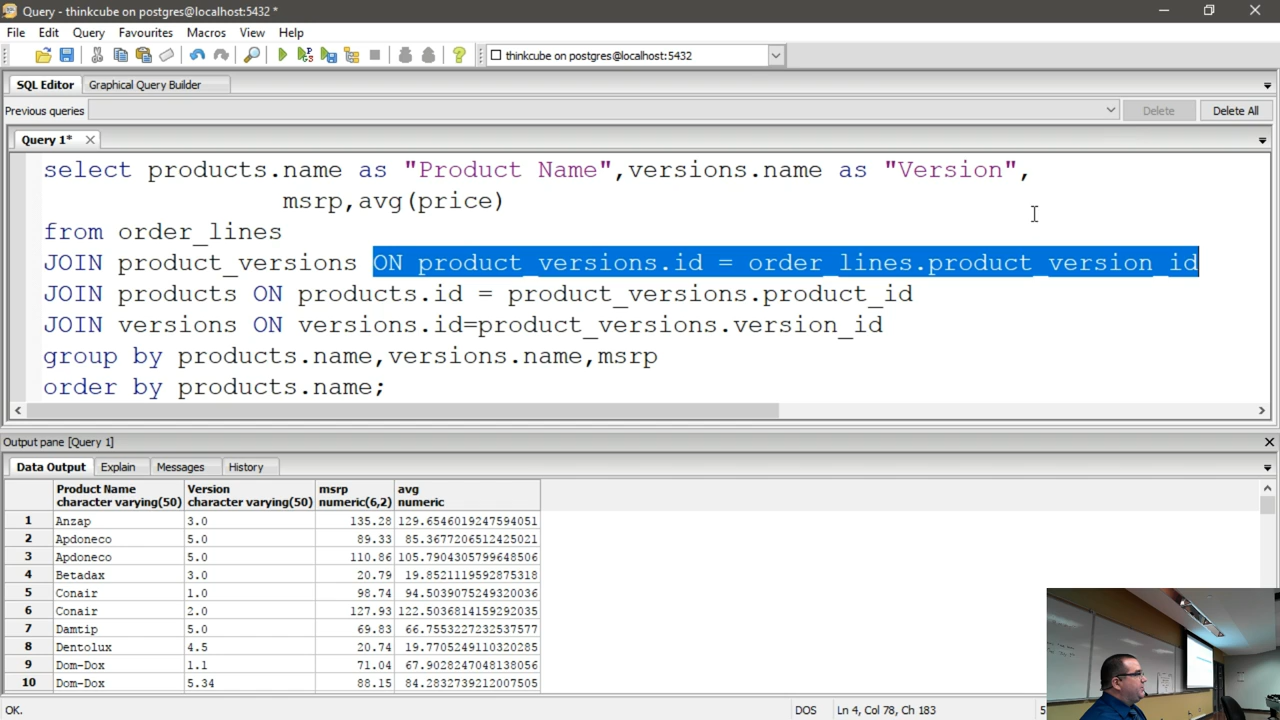 Query - thinkcube on postgres@localhost:5432 *
File Edit Query Favourites Macros View Help
thinkcube on postgres@localhost:5432
SQL Editor Graphical Query Builder
Previous queries Delete Delete All
Query 1*
select products.name as "Product Name",versions.name as "Version",
msrp,avg(price)
from order_lines
JOIN product_versions ON product_versions.id = order_lines.product_version_id
JOIN products ON products.id = product_versions.product_id
JOIN versions ON versions.id=product_versions.version_id
group by products.name,versions.name,msrp
order by products.name;
Output pane [Query 1]
Data Output Explain Messages History
Product Name Version msrp avg
character varying(50) character varying(50) numeric(6,2) numeric
1 Anzap 3.0 135.28 129.6546019247594051
2 Apdoneco 5.0 89.33 85.3677206512425021
3 Apdoneco 5.0 110.86 105.7904305799648506
4 Betadax 3.0 20.79 19.8521119592875318
5 Conair 1.0 98.74 94.5039075249320036
6 Conair 2.0 127.93 122.5036814159292035
7 Damtip 5.0 69.83 66.7553227232537577
8 Dentolux 4.5 20.74 19.7705249110320285
9 Dom-Dox 1.1 71.04 67.9028247048138056
10 Dom-Dox 5.34 88.15 84.2832739212007505
OK. DOS Ln 4, Col 78, Ch 183